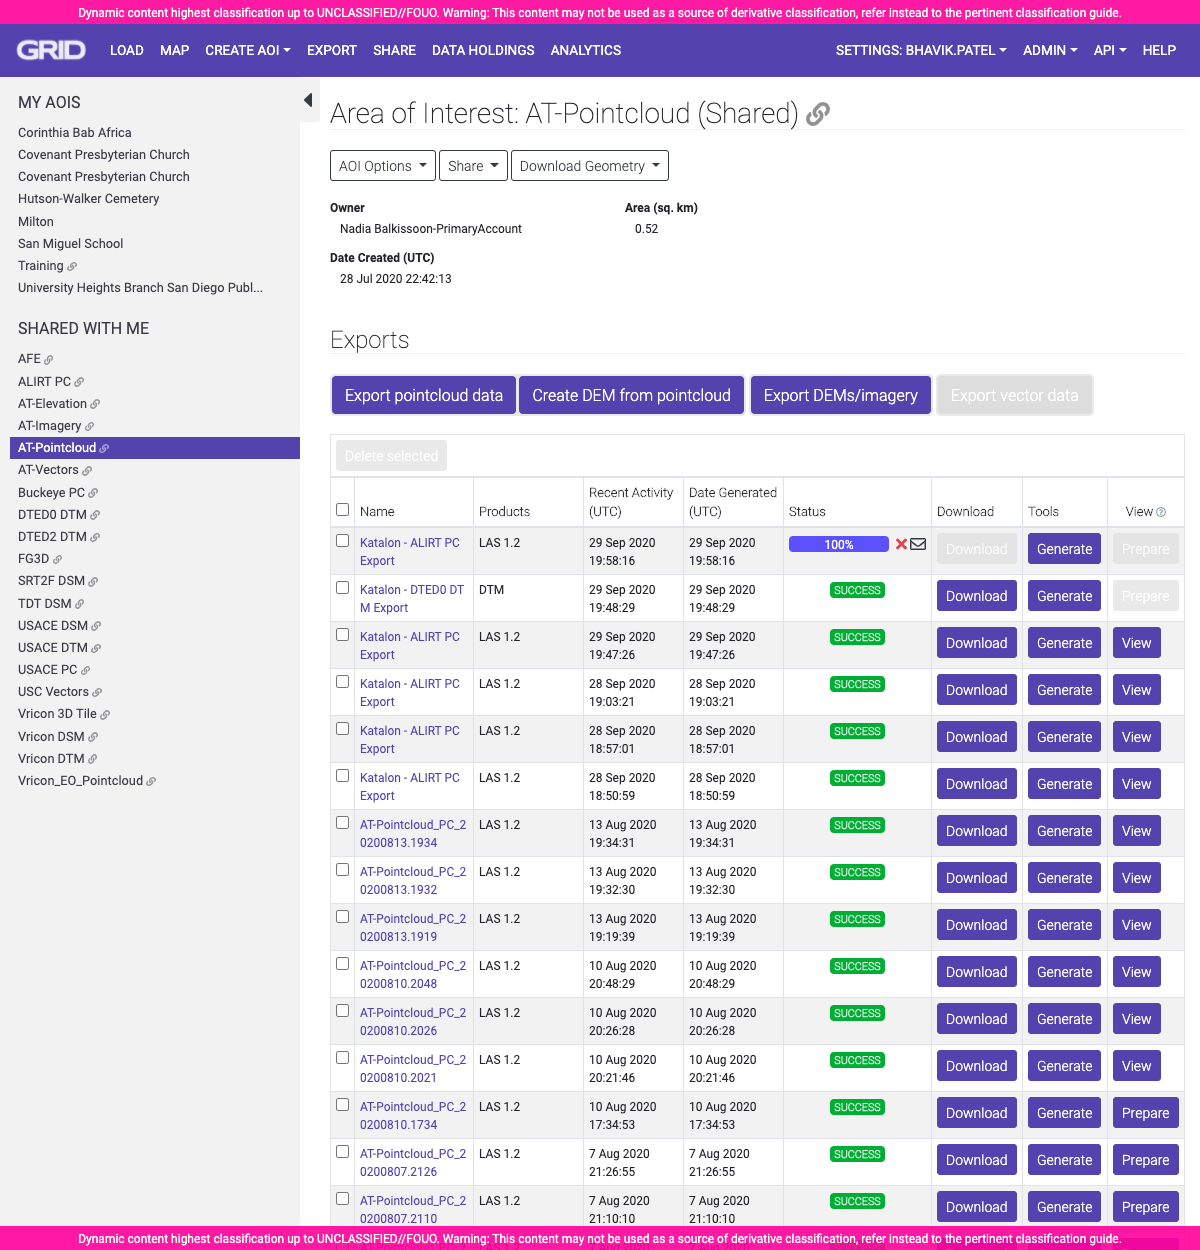 Dynamic content highest classification up to UNCLASSIFIED//FOUO. Warning: This content may not be used as a source of derivative classification, refer instead to the pertinent classification guide.
GRID LOAD MAP CREATE AOI EXPORT SHARE DATA HOLDINGS ANALYTICS SETTINGS: BHAVIK.PATEL ADMIN API HELP
MY AOIS
Corinthia Bab Africa
Covenant Presbyterian Church
Covenant Presbyterian Church
Hutson-Walker Cemetery
Milton
San Miguel School
Training
University Heights Branch San Diego Publ...
SHARED WITH ME
AFE
ALIRT PC
AT-Elevation
AT-Imagery
AT-Pointcloud
AT-Vectors
Buckeye PC
DTED0 DTM
DTED2 DTM
FG3D
SRT2F DSM
TDT DSM
USACE DSM
USACE DTM
USACE PC
USC Vectors
Vricon 3D Tile
Vricon DSM
Vricon DTM
Vricon_EO_Pointcloud
Area of Interest: AT-Pointcloud (Shared)
AOI Options Share Download Geometry
Owner Area (sq. km)
Nadia Balkissoon-PrimaryAccount 0.52
Date Created (UTC)
28 Jul 2020 22:42:13
Exports
Export pointcloud data Create DEM from pointcloud Export DEMs/imagery Export vector data
Delete selected
Recent Activity Date Generated
Name Products (UTC) (UTC) Status Download Tools View
Katalon - ALIRT PC LAS 1.2 29 Sep 2020 29 Sep 2020 100% Download Generate Prepare
Export 19:58:16 19:58:16
Katalon - DTED0 DT DTM 29 Sep 2020 29 Sep 2020 SUCCESS Download Generate Prepare
M Export 19:48:29 19:48:29
Katalon - ALIRT PC LAS 1.2 29 Sep 2020 29 Sep 2020 SUCCESS Download Generate View
Export 19:47:26 19:47:26
Katalon - ALIRT PC LAS 1.2 28 Sep 2020 28 Sep 2020 SUCCESS Download Generate View
Export 19:03:21 19:03:21
Katalon - ALIRT PC LAS 1.2 28 Sep 2020 28 Sep 2020 SUCCESS Download Generate View
Export 18:57:01 18:57:01
Katalon - ALIRT PC LAS 1.2 28 Sep 2020 28 Sep 2020 SUCCESS Download Generate View
Export 18:50:59 18:50:59
AT-Pointcloud_PC_2 LAS 1.2 13 Aug 2020 13 Aug 2020 SUCCESS Download Generate View
0200813.1934 19:34:31 19:34:31
AT-Pointcloud_PC_2 LAS 1.2 13 Aug 2020 13 Aug 2020 SUCCESS Download Generate View
0200813.1932 19:32:30 19:32:30
AT-Pointcloud_PC_2 LAS 1.2 13 Aug 2020 13 Aug 2020 SUCCESS Download Generate View
0200813.1919 19:19:39 19:19:39
AT-Pointcloud_PC_2 LAS 1.2 10 Aug 2020 10 Aug 2020 SUCCESS Download Generate View
0200810.2048 20:48:29 20:48:29
AT-Pointcloud_PC_2 LAS 1.2 10 Aug 2020 10 Aug 2020 SUCCESS Download Generate View
0200810.2026 20:26:28 20:26:28
AT-Pointcloud_PC_2 LAS 1.2 10 Aug 2020 10 Aug 2020 SUCCESS Download Generate View
0200810.2021 20:21:46 20:21:46
AT-Pointcloud_PC_2 LAS 1.2 10 Aug 2020 10 Aug 2020 SUCCESS Download Generate Prepare
0200810.1734 17:34:53 17:34:53
AT-Pointcloud_PC_2 LAS 1.2 7 Aug 2020 7 Aug 2020 SUCCESS Download Generate Prepare
0200807.2126 21:26:55 21:26:55
AT-Pointcloud_PC_2 LAS 1.2 7 Aug 2020 7 Aug 2020 SUCCESS Download Generate Prepare
0200807.2110 21:10:10 21:10:10
Dynamic content highest classification up to UNCLASSIFIED//FOUO. Warning: This content may not be used as a source of derivative classification, refer instead to the pertinent classification guide.